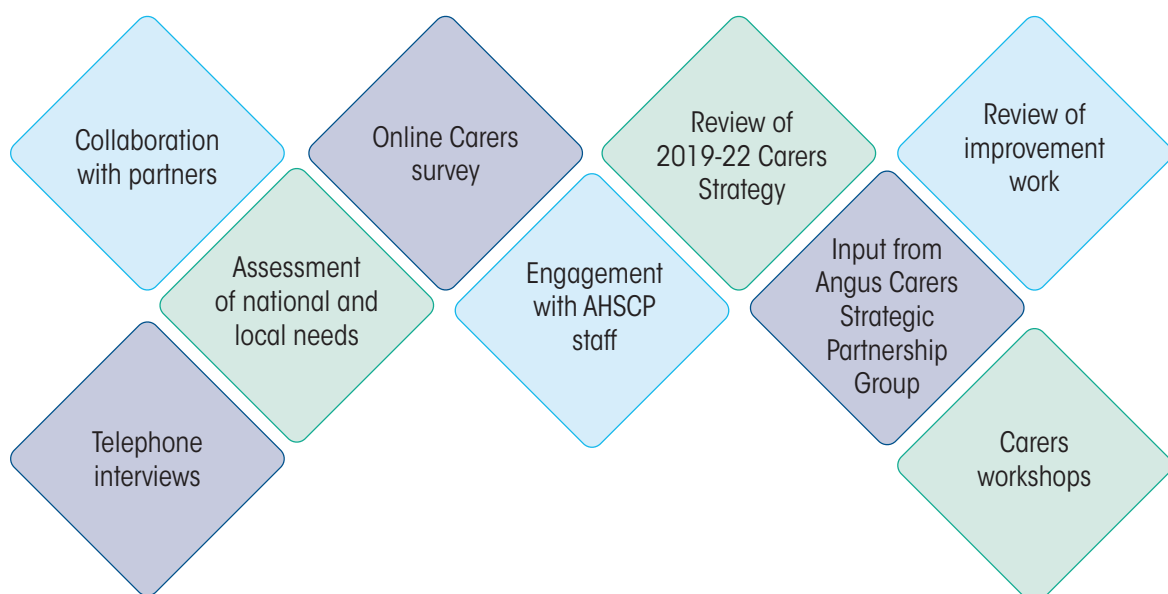 Collaboration
with partners
Online Carers
survey
Review of
2019-22 Carers
Strategy
Review of
improvement
work
Assessment
of national and
local needs
Engagement
with AHSCP
staff
Input from
Angus Carers
Strategic
Partnership
Group
Telephone
interviews
Carers
workshops